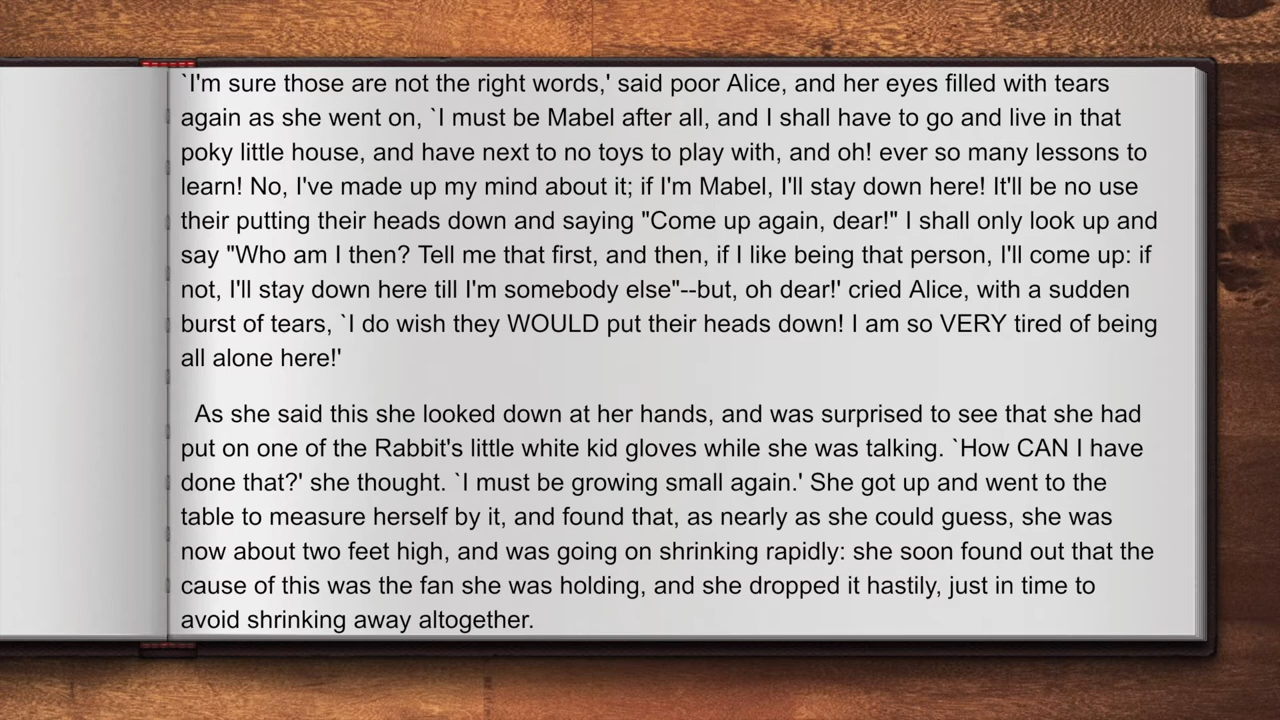 `I'm sure those are not the right words,' said poor Alice, and her eyes filled with tears
again as she went on, `I must be Mabel after all, and I shall have to go and live in that
poky little house, and have next to no toys to play with, and oh! ever so many lessons to
learn! No, I've made up my mind about it; if I'm Mabel, I'll stay down here! It'll be no use
their putting their heads down and saying "Come up again, dear!" I shall only look up and
say "Who am I then? Tell me that first, and then, if I like being that person, I'll come up: if
not, I'll stay down here till I'm somebody else"--but, oh dear!' cried Alice, with a sudden
burst of tears, `I do wish they WOULD put their heads down! I am so VERY tired of being
all alone here!'
As she said this she looked down at her hands, and was surprised to see that she had
put on one of the Rabbit's little white kid gloves while she was talking. `How CAN I have
done that?' she thought. `I must be growing small again.' She got up and went to the
table to measure herself by it, and found that, as nearly as she could guess, she was
now about two feet high, and was going on shrinking rapidly: she soon found out that the
cause of this was the fan she was holding, and she dropped it hastily, just in time to
avoid shrinking away altogether.